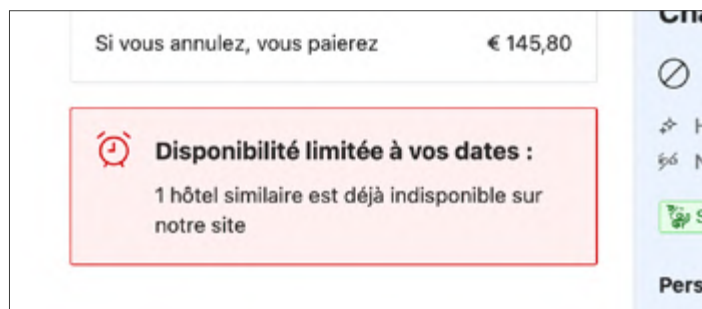 Si vous annulez, vous paierez € 145,80
Disponibilité limitée à vos dates :
1 hôtel similaire est déjà indisponible sur
notre site